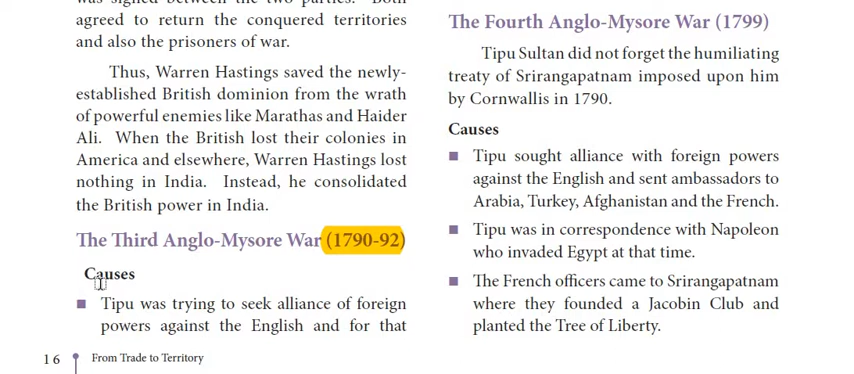 was signed between the two parties. Both
agreed to return the conquered territories
and also the prisoners of war.
Thus, Warren Hastings saved the newly-
established British dominion from the wrath
of powerful enemies like Marathas and Haider
Ali. When the British lost their colonies in
America and elsewhere, Warren Hastings lost
nothing in India. Instead, he consolidated
the British power in India.
The Third Anglo-Mysore War (1790-92)
Causes
■ Tipu was trying to seek alliance of foreign
powers against the English and for that
The Fourth Anglo-Mysore War (1799)
Tipu Sultan did not forget the humiliating
treaty of Srirangapatnam imposed upon him
by Cornwallis in 1790.
Causes
■ Tipu sought alliance with foreign powers
against the English and sent ambassadors to
Arabia, Turkey, Afghanistan and the French.
■ Tipu was in correspondence with Napoleon
who invaded Egypt at that time.
■ The French officers came to Srirangapatnam
where they founded a Jacobin Club and
planted the Tree of Liberty.
16 From Trade to Territory